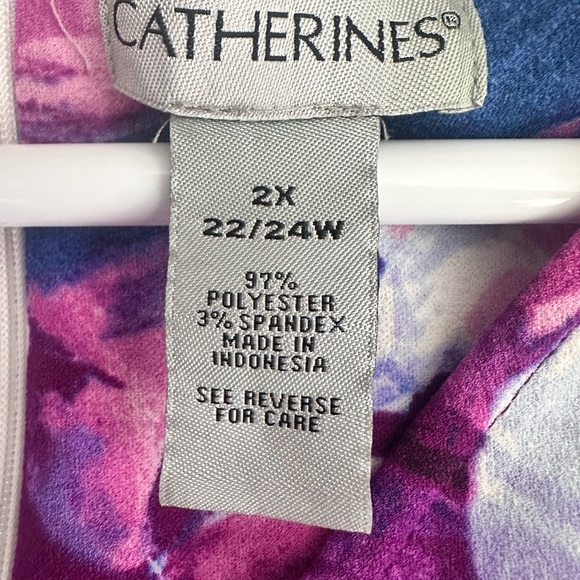 CATHERINES®
2X
22/24W
97%
POLYESTER
3% SPANDEX
MADE IN
INDONESIA
SEE REVERSE
FOR CARE